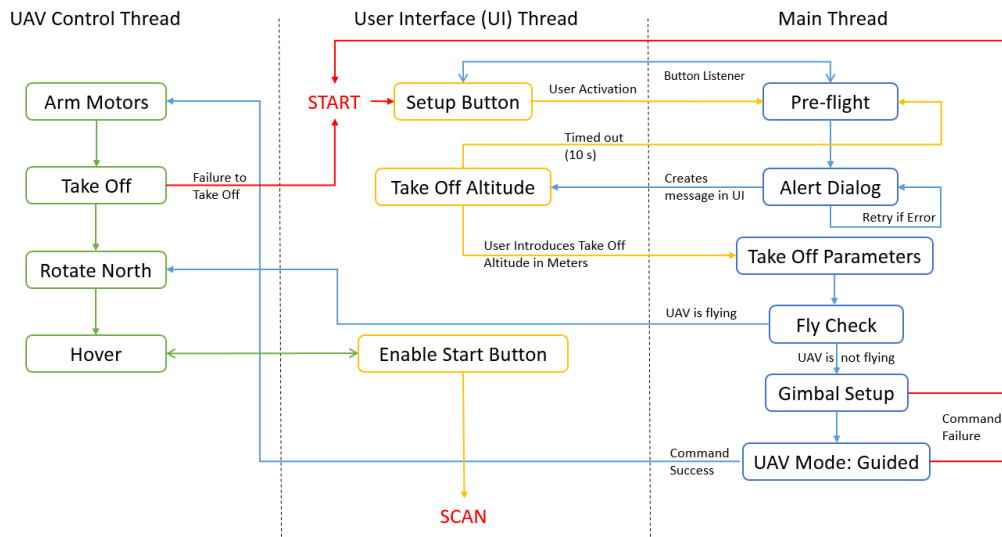 UAV Control Thread
User Interface (UI) Thread
Main Thread
Button Listener
Arm Motors
START
Setup Button
User Activation
Pre-flight
Timed out
(10 s)
Take Off
Failure to
Take Off
Take Off Altitude
Creates
message in UI
Alert Dialog
Retry if Error
User Introduces Take Off
Altitude in Meters
Take Off Parameters
Rotate North
UAV is flying
Fly Check
Hover
Enable Start Button
UAV is not flying
Gimbal Setup
Command
Failure
Command
Success
UAV Mode: Guided
SCAN